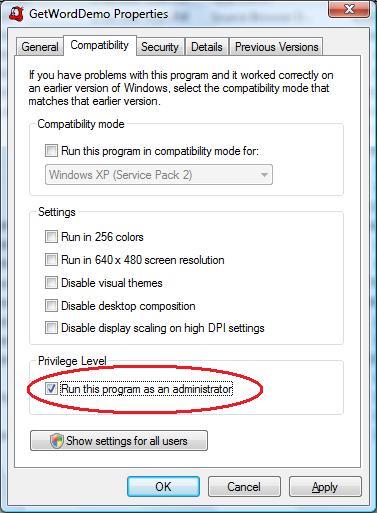 GetWordDemo Properties
General Compatibility Security Details Previous Versions
If you have problems with this program and it worked correctly on
an earlier version of Windows, select the compatibility mode that
matches that earlier version.
Compatibility mode
Run this program in compatibility mode for:
Windows XP (Service Pack 2)
Settings
Run in 256 colors
Run in 640 x 480 screen resolution
Disable visual themes
Disable desktop composition
Disable display scaling on high DPI settings
Privilege Level
Run this program as an administrator
Show settings for all users
OK Cancel Apply